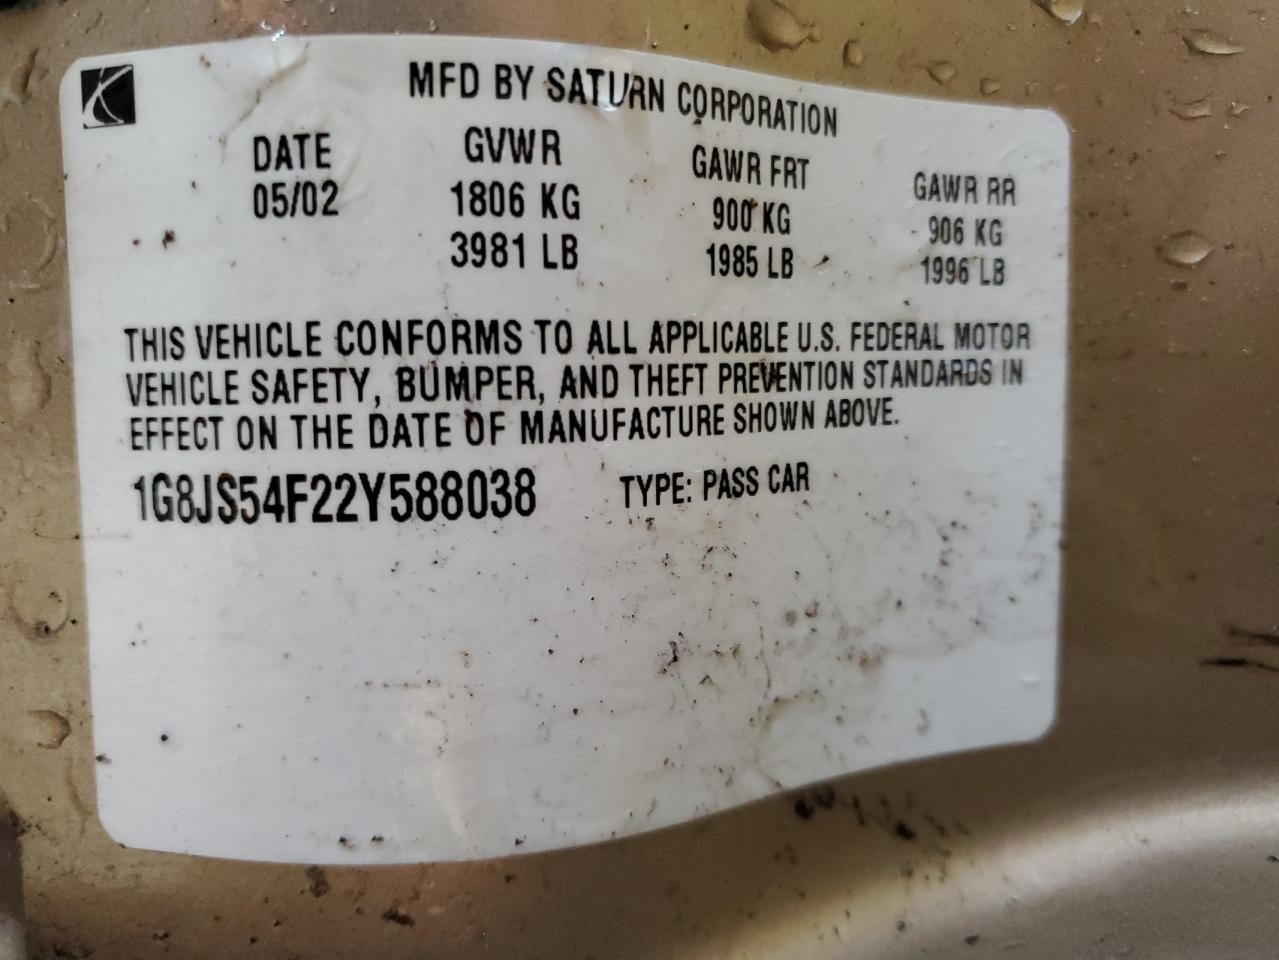 MFD BY SATURN CORPORATION
DATE GVWR GAWR FRT GAWR RR
05/02 1806 KG 900 KG 906 KG
3981 LB 1985 LB 1996 LB
THIS VEHICLE CONFORMS TO ALL APPLICABLE U.S. FEDERAL MOTOR
VEHICLE SAFETY, BUMPER, AND THEFT PREVENTION STANDARDS IN
EFFECT ON THE DATE OF MANUFACTURE SHOWN ABOVE.
1G8JS54F22Y588038 TYPE: PASS CAR